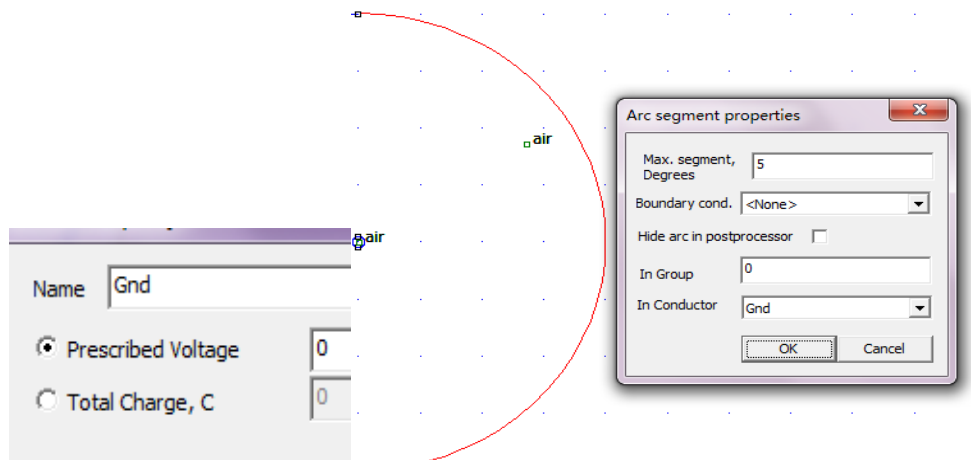 air
air
Name Gnd
Prescribed Voltage 0
Total Charge, C 0
Arc segment properties
Max. segment,
Degrees
5
Boundary cond. <None>
Hide arc in postprocessor
In Group 0
In Conductor Gnd
OK Cancel